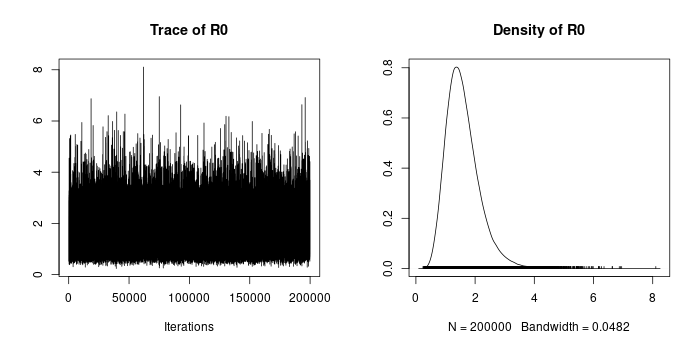 Trace of R0
8
6
4
2
0
0 50000 100000 150000 200000
Iterations
Density of R0
0.8
0.6
0.4
0.2
0.0
0 2 4 6 8
N = 200000 Bandwidth = 0.0482